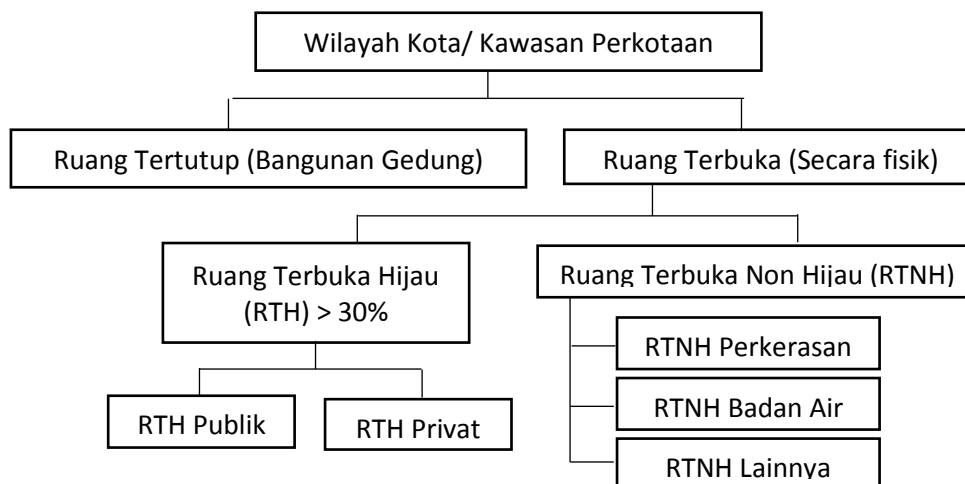 Wilayah Kota/ Kawasan Perkotaan
Ruang Tertutup (Bangunan Gedung)
Ruang Terbuka (Secara fisik)
Ruang Terbuka Hijau
(RTH) > 30%
Ruang Terbuka Non Hijau (RTNH)
RTNH Perkerasan
RTH Publik
RTH Privat
RTNH Badan Air
RTNH Lainnya